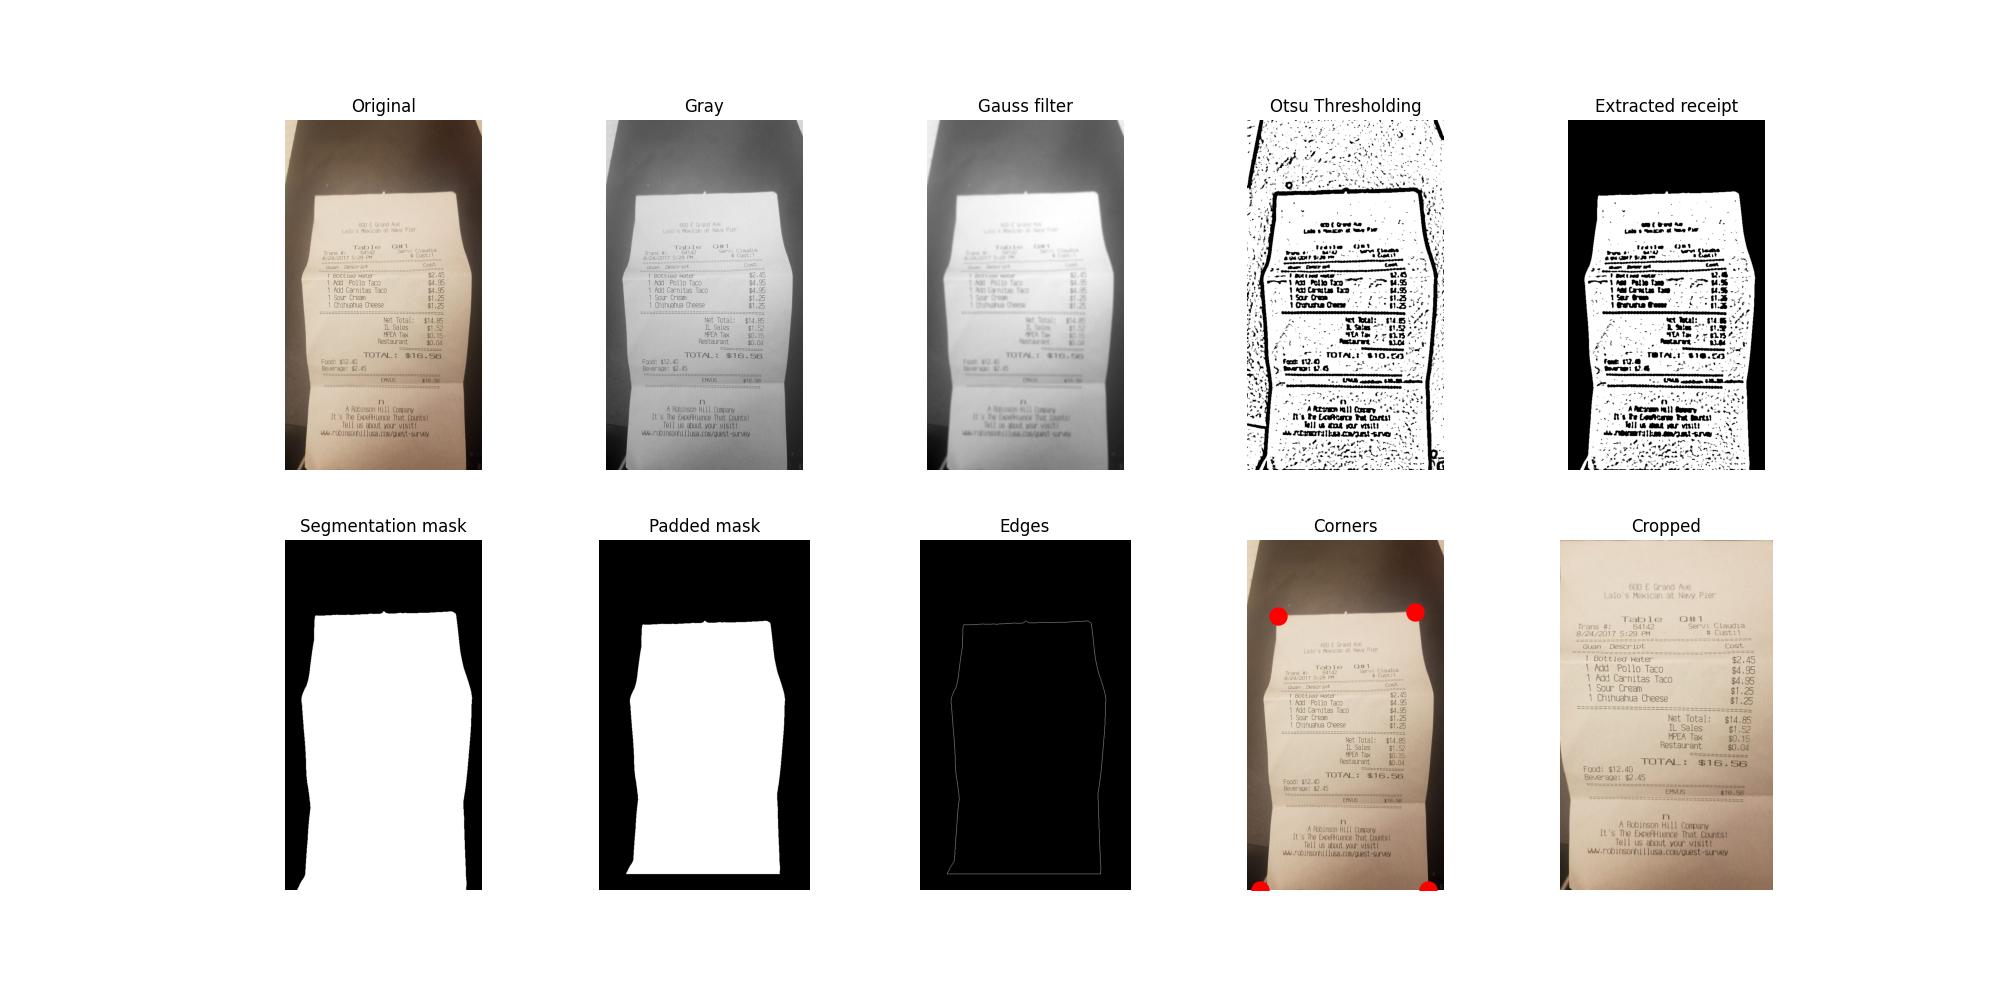 Original
Gray
Gauss filter
Otsu Thresholding
Extracted receipt
Segmentation mask
Padded mask
Edges
Corners
Cropped
600 E Grand Ave
Lalo's Mexican at Navy Pier
Table Q#1
Trans #: 64142 Serv: Claudia
8/24/2017 5:29 PM # Cust:1
Quan Descript Cost
1 Bottled Water $2.45
1 Add Pollo Taco $4.95
1 Add Carnitas Taco $4.95
1 Sour Cream $1.25
1 Chihuahua Cheese $1.25
Net Total: $14.85
IL Sales $1.52
MPEA Tax $0.15
Restaurant $0.04
TOTAL: $16.56
Food: $12.40
Beverage: $2.45
EMVUS $16.56
A Robinson Hill Company
It's The ExpeRHience That Counts!
Tell us about your visit!
www.robinsonhillusa.com/guest-survey